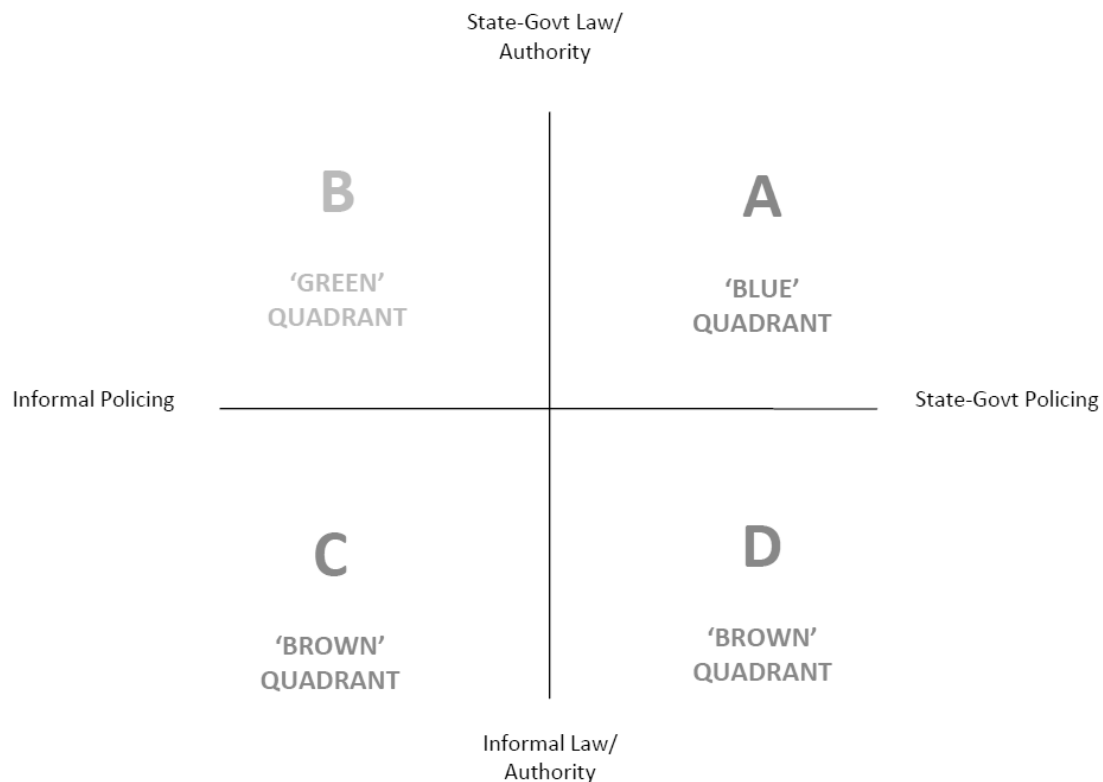 State-Govt Law/
Authority
B
A
‘GREEN’
QUADRANT
‘BLUE’
QUADRANT
Informal Policing
State-Govt Policing
C
D
‘BROWN’
QUADRANT
‘BROWN’
QUADRANT
Informal Law/
Authority